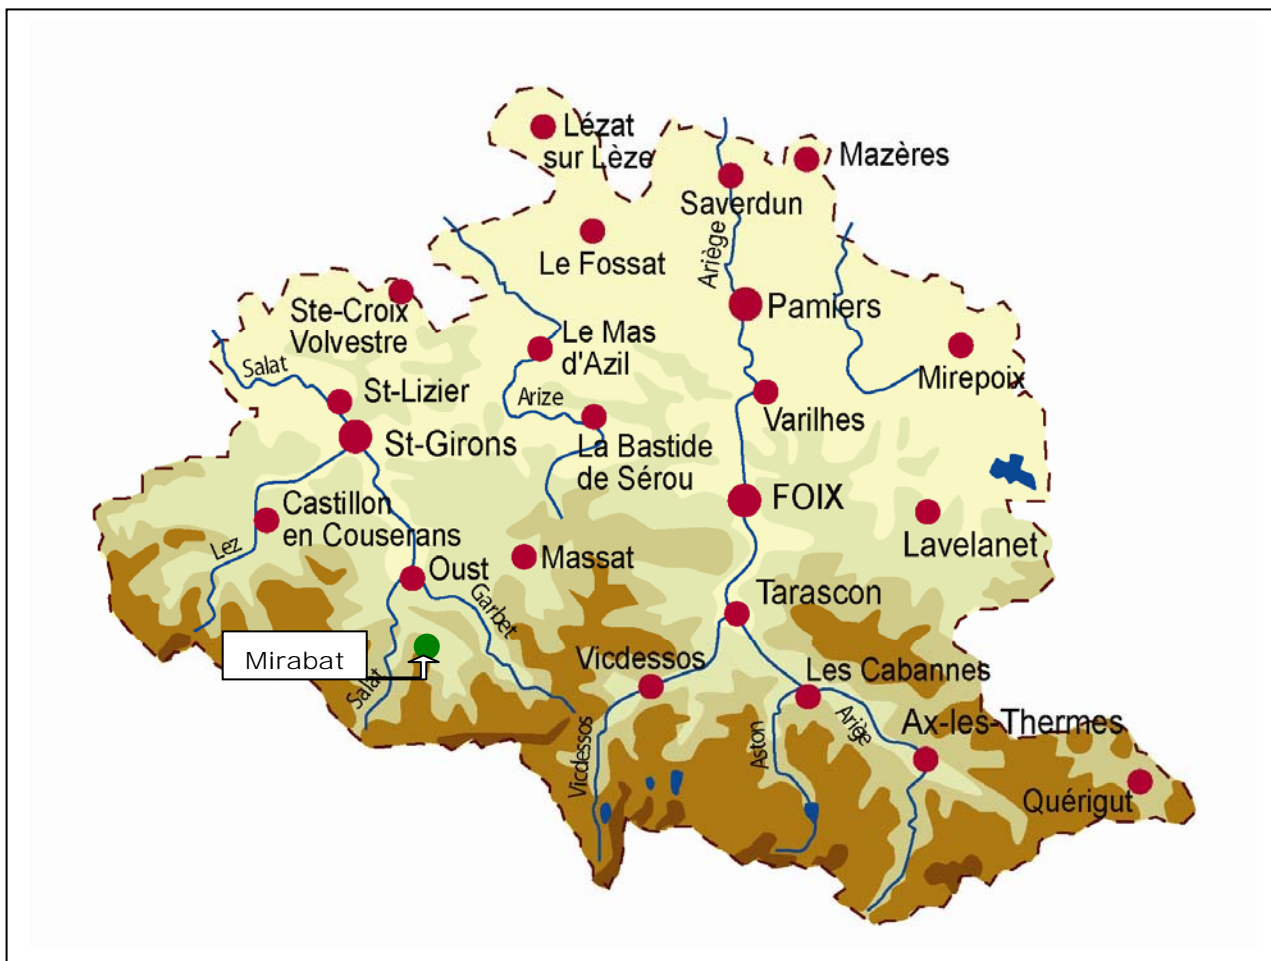 Lézat
sur Lèze
Mazères
Saverdun
Ariège
Le Fossat
Ste-Croix
Volvestre
Pamiers
Le Mas
d'Azil
Salat
Mirepoix
St-Lizier
Arize
Varilhes
St-Girons
La Bastide
de Sérou
FOIX
Castillon
en Couserans
Lez
Lavelanet
Massat
Oust
Garbet
Tarascon
Mirabat
Salat
Vicdessos
Les Cabannes
Ariège
Ax-les-Thermes
Vicdessos
Aston
Quérigut